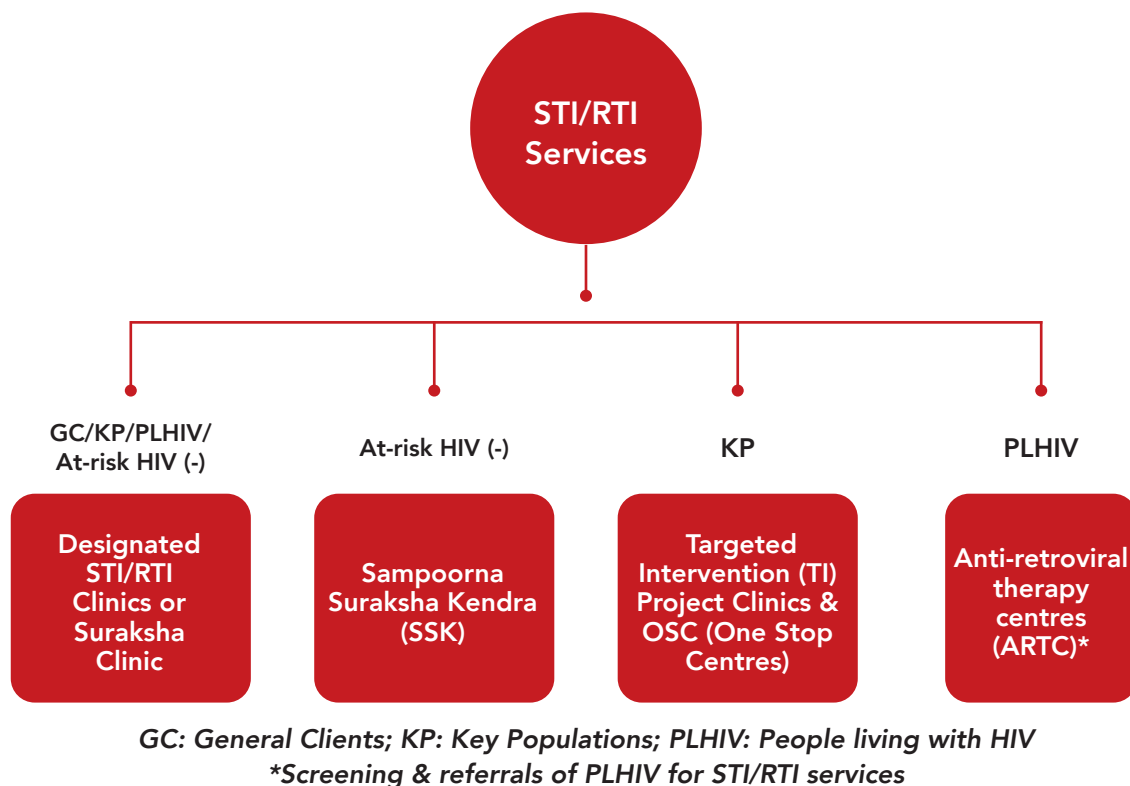 STI/RTI
Services
GC/KP/PLHIV/
At-risk HIV (-)
At-risk HIV (-)
KP
PLHIV
Designated
STI/RTI
Clinics or
Suraksha
Clinic
Sampoorna
Suraksha Kendra
(SSK)
Targeted
Intervention (TI)
Project Clinics &
OSC (One Stop
Centres)
Anti-retroviral
therapy
centres
(ARTC)*
GC: General Clients; KP: Key Populations; PLHIV: People living with HIV
*Screening & referrals of PLHIV for STI/RTI services